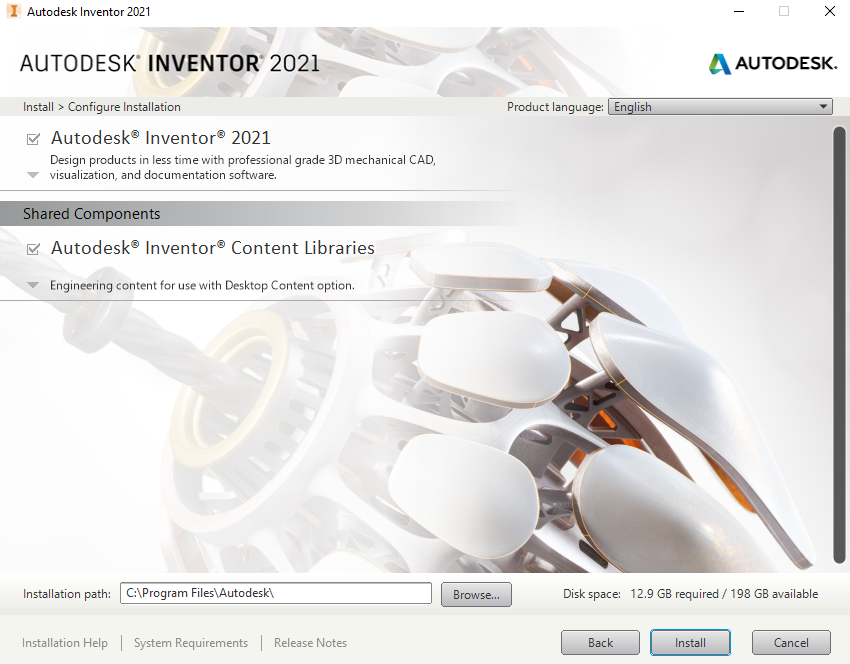 Autodesk Inventor 2021
AUTODESK® INVENTOR® 2021
AUTODESK.
Install > Configure Installation
Product language: English
Autodesk® Inventor® 2021
Design products in less time with professional grade 3D mechanical CAD,
visualization, and documentation software.
Shared Components
Autodesk® Inventor® Content Libraries
Engineering content for use with Desktop Content option.
Installation path: C:\Program Files\Autodesk\ Browse... Disk space: 12.9 GB required / 198 GB available
Installation Help | System Requirements | Release Notes Back Install Cancel